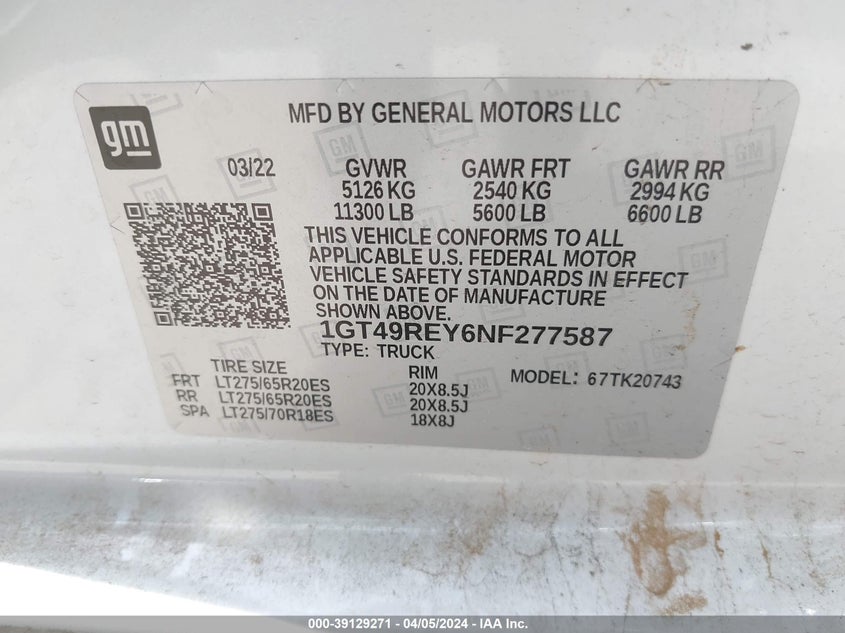 gm
MFD BY GENERAL MOTORS LLC
03/22 GVWR GAWR FRT GAWR RR
5126 KG 2540 KG 2994 KG
11300 LB 5600 LB 6600 LB
THIS VEHICLE CONFORMS TO ALL
APPLICABLE U.S. FEDERAL MOTOR
VEHICLE SAFETY STANDARDS IN EFFECT
ON THE DATE OF MANUFACTURE
SHOWN ABOVE.
1GT49REY6NF277587
TYPE: TRUCK
TIRE SIZE RIM MODEL: 67TK20743
FRT LT275/65R20ES 20X8.5J
RR LT275/65R20ES 20X8.5J
SPA LT275/70R18ES 18X8J
000-39129271 - 04/05/2024 - IAA Inc.